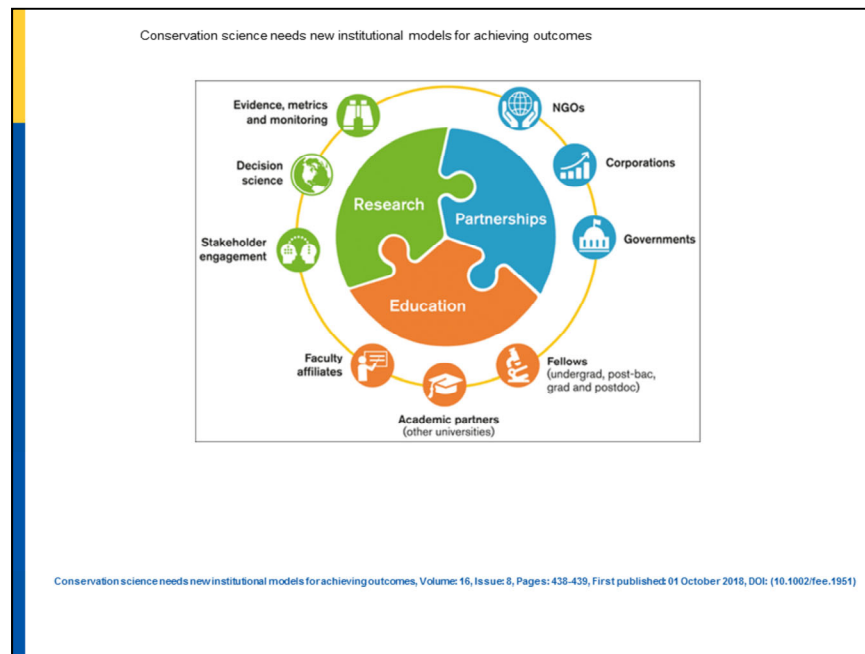 Conservation science needs new institutional models for achieving outcomes
Evidence, metrics
and monitoring
NGOs
Decision
science
Corporations
Research
Partnerships
Stakeholder
engagement
Governments
Education
Faculty
affiliates
Fellows
(undergrad, post-bac,
grad and postdoc)
Academic partners
(other universities)
Conservation science needs new institutional models for achieving outcomes, Volume: 16, Issue: 8, Pages: 438-439, First published: 01 October 2018, DOI: (10.1002/fee.1951)